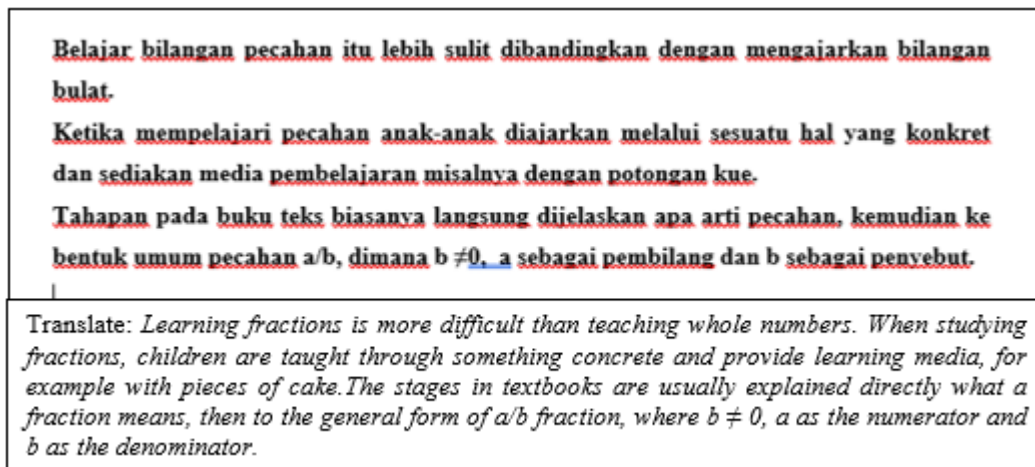 Belajar bilangan pecahan itu lebih sulit dibandingkan dengan mengajarkan bilangan
bulat.
Ketika mempelajari pecahan anak-anak diajarkan melalui sesuatu hal yang konkret
dan sediakan media pembelajaran misalnya dengan potongan kue.
Tahapan pada buku teks biasanya langsung dijelaskan apa arti pecahan, kemudian ke
bentuk umum pecahan a/b, dimana b ≠0, a sebagai pembilang dan b sebagai penyebut.
Translate: Learning fractions is more difficult than teaching whole numbers. When studying
fractions, children are taught through something concrete and provide learning media, for
example with pieces of cake.The stages in textbooks are usually explained directly what a
fraction means, then to the general form of a/b fraction, where b ≠ 0, a as the numerator and
b as the denominator.